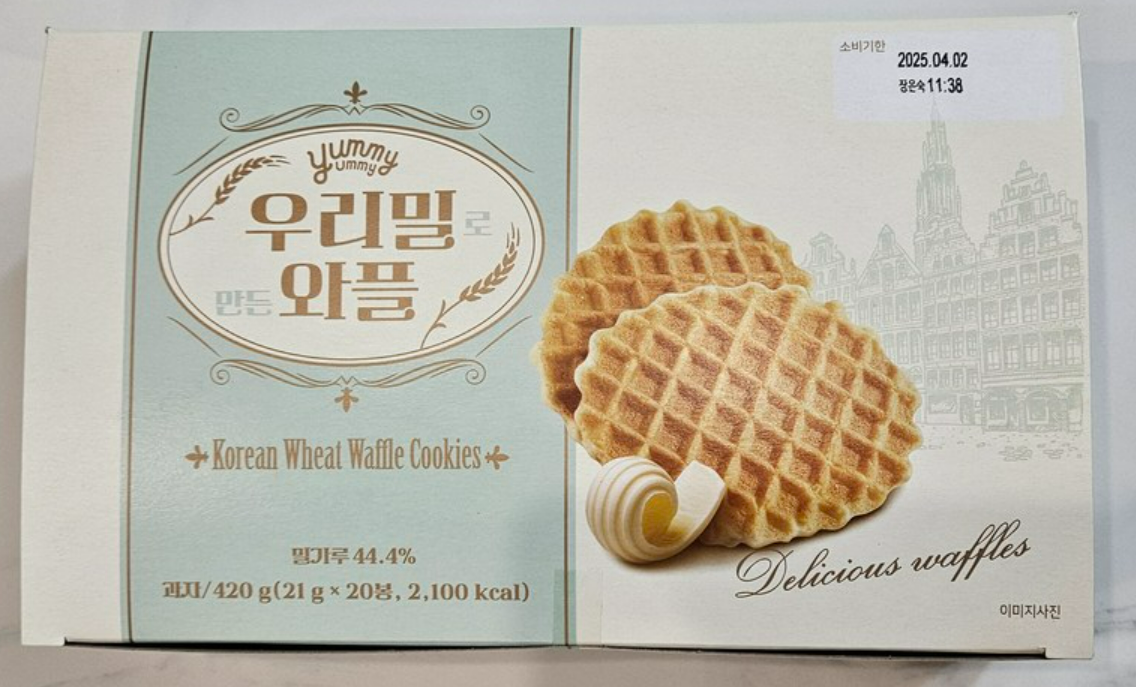 소비기한
2025.04.02
장은숙 11:38
yummy
ummy
우리밀로
만든 와플
Korean Wheat Waffle Cookies
밀가루 44.4%
과자/420 g(21 g × 20봉, 2,100 kcal)
Delicious waffles
이미지사진